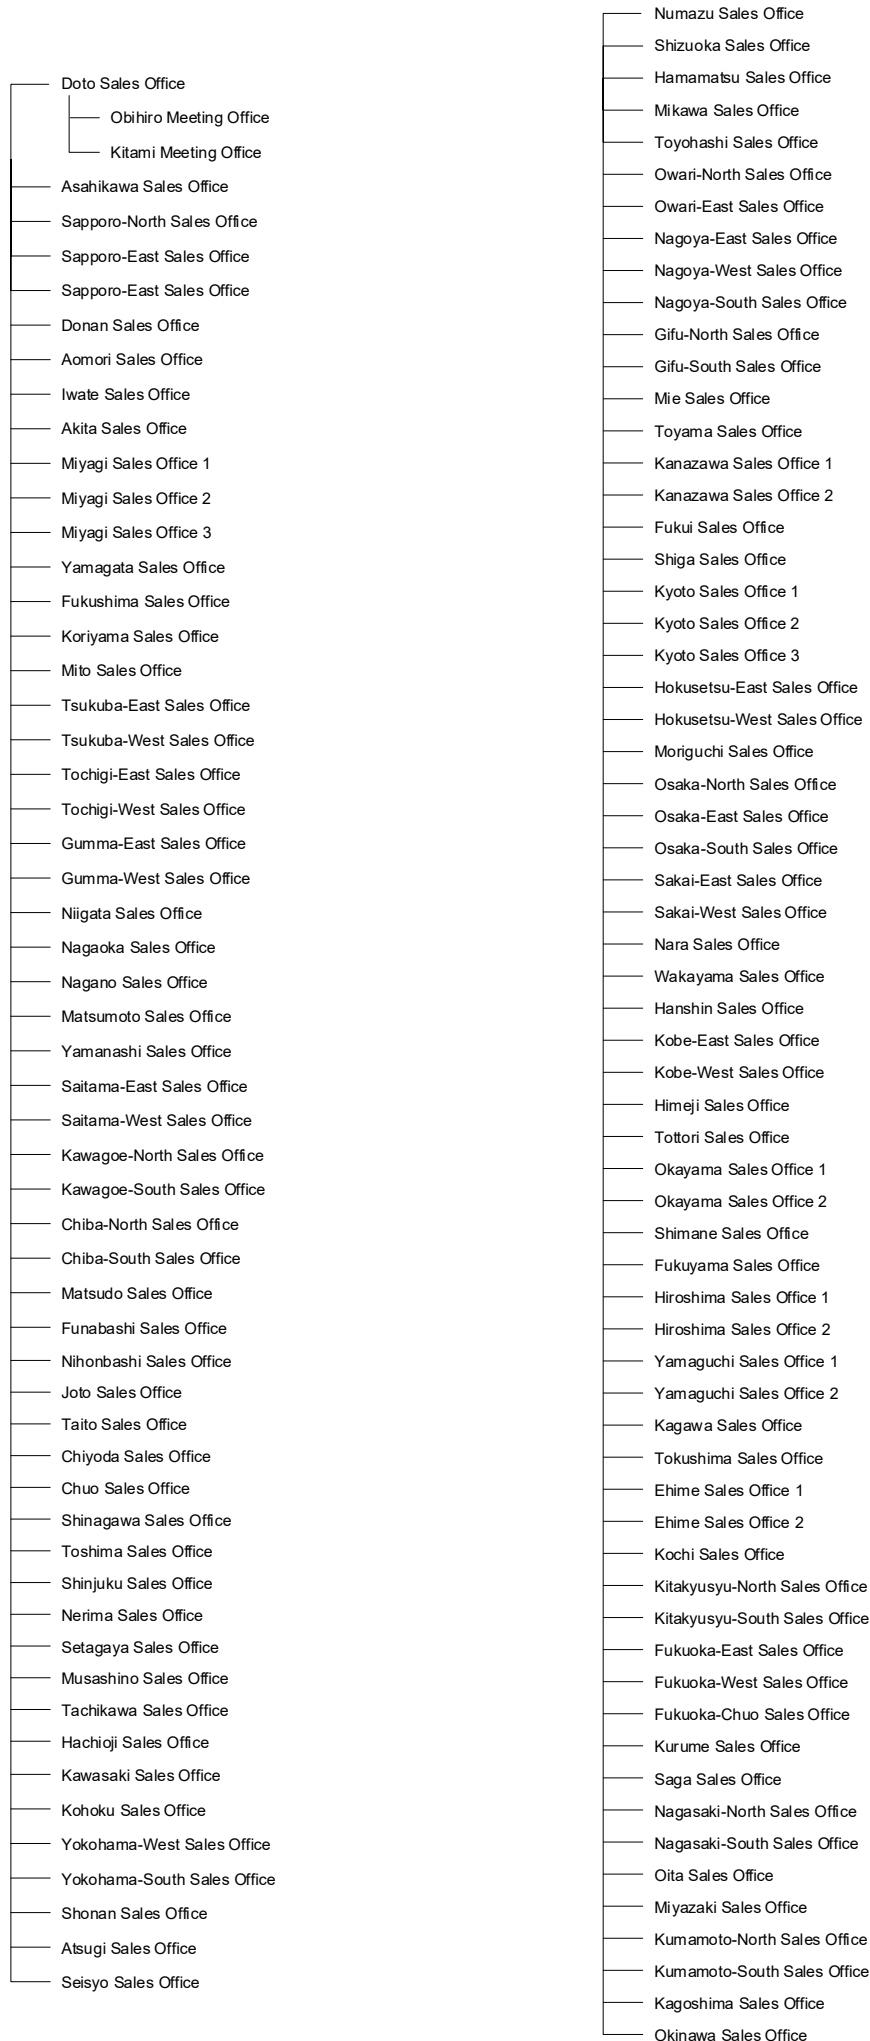 Doto Sales Office
Obihiro Meeting Office
Kitami Meeting Office
Asahikawa Sales Office
Sapporo-North Sales Office
Sapporo-East Sales Office
Sapporo-East Sales Office
Donan Sales Office
Aomori Sales Office
Iwate Sales Office
Akita Sales Office
Miyagi Sales Office 1
Miyagi Sales Office 2
Miyagi Sales Office 3
Yamagata Sales Office
Fukushima Sales Office
Koriyama Sales Office
Mito Sales Office
Tsukuba-East Sales Office
Tsukuba-West Sales Office
Tochigi-East Sales Office
Tochigi-West Sales Office
Gumma-East Sales Office
Gumma-West Sales Office
Niigata Sales Office
Nagaoka Sales Office
Nagano Sales Office
Matsumoto Sales Office
Yamanashi Sales Office
Saitama-East Sales Office
Saitama-West Sales Office
Kawagoe-North Sales Office
Kawagoe-South Sales Office
Chiba-North Sales Office
Chiba-South Sales Office
Matsudo Sales Office
Funabashi Sales Office
Nihonbashi Sales Office
Joto Sales Office
Taito Sales Office
Chiyoda Sales Office
Chuo Sales Office
Shinagawa Sales Office
Toshima Sales Office
Shinjuku Sales Office
Nerima Sales Office
Setagaya Sales Office
Musashino Sales Office
Tachikawa Sales Office
Hachioji Sales Office
Kawasaki Sales Office
Kohoku Sales Office
Yokohama-West Sales Office
Yokohama-South Sales Office
Shonan Sales Office
Atsugi Sales Office
Seisyo Sales Office
Numazu Sales Office
Shizuoka Sales Office
Hamamatsu Sales Office
Mikawa Sales Office
Toyohashi Sales Office
Owari-North Sales Office
Owari-East Sales Office
Nagoya-East Sales Office
Nagoya-West Sales Office
Nagoya-South Sales Office
Gifu-North Sales Office
Gifu-South Sales Office
Mie Sales Office
Toyama Sales Office
Kanazawa Sales Office 1
Kanazawa Sales Office 2
Fukui Sales Office
Shiga Sales Office
Kyoto Sales Office 1
Kyoto Sales Office 2
Kyoto Sales Office 3
Hokusetsu-East Sales Office
Hokusetsu-West Sales Office
Moriguchi Sales Office
Osaka-North Sales Office
Osaka-East Sales Office
Osaka-South Sales Office
Sakai-East Sales Office
Sakai-West Sales Office
Nara Sales Office
Wakayama Sales Office
Hanshin Sales Office
Kobe-East Sales Office
Kobe-West Sales Office
Himeji Sales Office
Tottori Sales Office
Okayama Sales Office 1
Okayama Sales Office 2
Shimane Sales Office
Fukuyama Sales Office
Hiroshima Sales Office 1
Hiroshima Sales Office 2
Yamaguchi Sales Office 1
Yamaguchi Sales Office 2
Kagawa Sales Office
Tokushima Sales Office
Ehime Sales Office 1
Ehime Sales Office 2
Kochi Sales Office
Kitakyusyu-North Sales Office
Kitakyusyu-South Sales Office
Fukuoka-East Sales Office
Fukuoka-West Sales Office
Fukuoka-Chuo Sales Office
Kurume Sales Office
Saga Sales Office
Nagasaki-North Sales Office
Nagasaki-South Sales Office
Oita Sales Office
Miyazaki Sales Office
Kumamoto-North Sales Office
Kumamoto-South Sales Office
Kagoshima Sales Office
Okinawa Sales Office